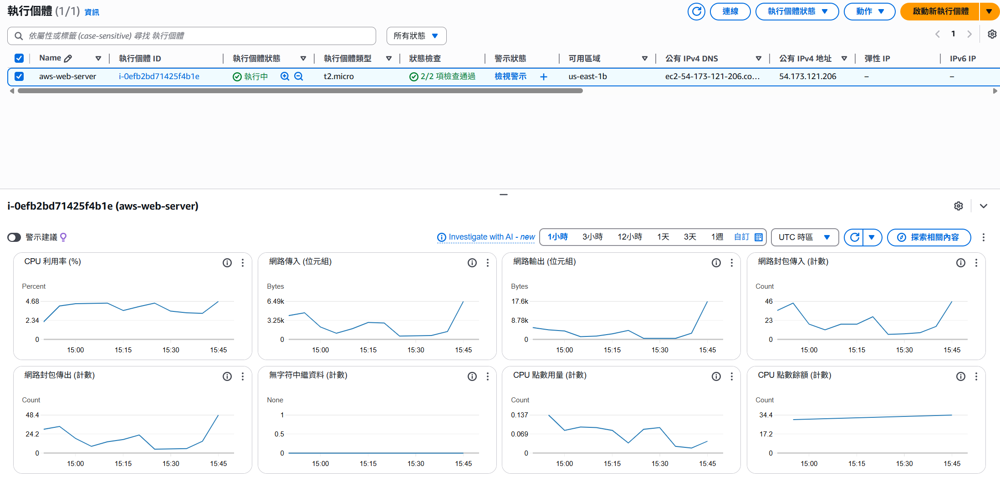 執行個體 (1/1) 資訊
連線
執行個體狀態
動作
啟動新執行個體
依屬性或標籤 (case-sensitive) 尋找 執行個體
所有狀態
1
Name 執行個體 ID 執行個體狀態 執行個體類型 狀態檢查 警示狀態 可用區域 公有 IPv4 DNS 公有 IPv4 地址 彈性 IP IPv6 IP
aws-web-server i-0efb2bd71425f4b1e 執行中 t2.micro 2/2 項檢查通過 檢視警示 + us-east-1b ec2-54-173-121-206.co... 54.173.121.206 – –
i-0efb2bd71425f4b1e (aws-web-server)
警示建議
Investigate with AI - new
1小時 3小時 12小時 1天 3天 1週 自訂
UTC 時區
探索相關內容
CPU 利用率 (%)
Percent
4.68
2.34
0
15:00 15:15 15:30 15:45
網路傳入 (位元組)
Bytes
6.49k
3.25k
0
15:00 15:15 15:30 15:45
網路輸出 (位元組)
Bytes
17.6k
8.78k
0
15:00 15:15 15:30 15:45
網路封包傳入 (計數)
Count
46
23
0
15:00 15:15 15:30 15:45
網路封包傳出 (計數)
Count
48.4
24.2
0
15:00 15:15 15:30 15:45
無字符中繼資料 (計數)
None
1
0.5
0
15:00 15:15 15:30 15:45
CPU 點數用量 (計數)
Count
0.137
0.069
0
15:00 15:15 15:30 15:45
CPU 點數餘額 (計數)
Count
34.4
17.2
0
15:00 15:15 15:30 15:45